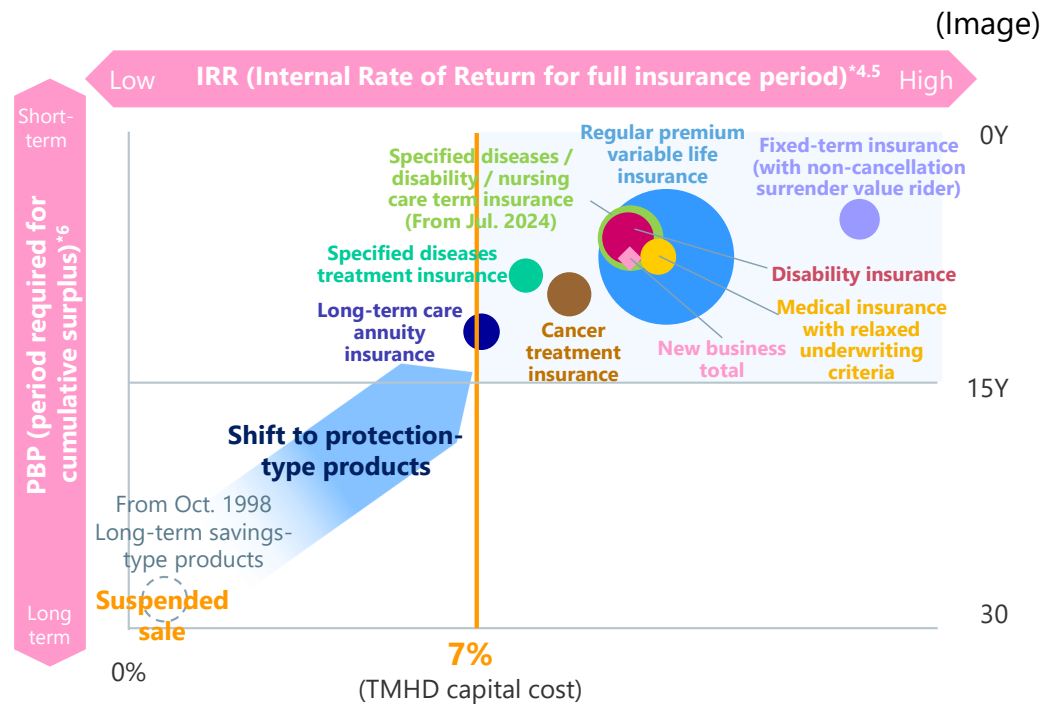 (Image)
Low
IRR (Internal Rate of Return for full insurance period)*4.5
High
Short-
term
PBP (period required for
cumulative surplus)*6
Long
term
0Y
15Y
30
Specified diseases /
disability / nursing
care term insurance
(From Jul. 2024)
Regular premium
variable life
insurance
Fixed-term insurance
(with non-cancellation
surrender value rider)
Specified diseases
treatment insurance
Long-term care
annuity
insurance
Cancer
treatment
insurance
New business
total
Disability insurance
Medical insurance
with relaxed
underwriting
criteria
Shift to protection-
type products
From Oct. 1998
Long-term savings-
type products
Suspended
sale
0%
7%
(TMHD capital cost)